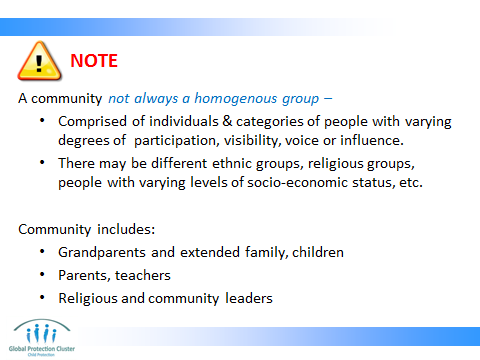 !
NOTE
A community not always a homogenous group –
• Comprised of individuals & categories of people with varying
degrees of participation, visibility, voice or influence.
• There may be different ethnic groups, religious groups,
people with varying levels of socio-economic status, etc.
Community includes:
• Grandparents and extended family, children
• Parents, teachers
• Religious and community leaders
Global Protection Cluster
Child Protection